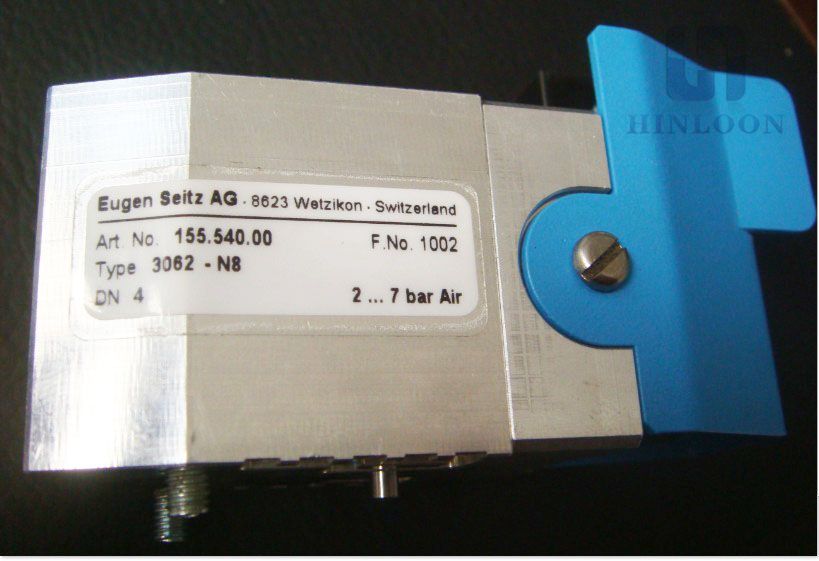 HINLOON
Eugen Seitz AG · 8623 Wetzikon · Switzerland
Art. No. 155.540.00 F.No. 1002
Type 3062 - N8
DN 4 2 ... 7 bar Air